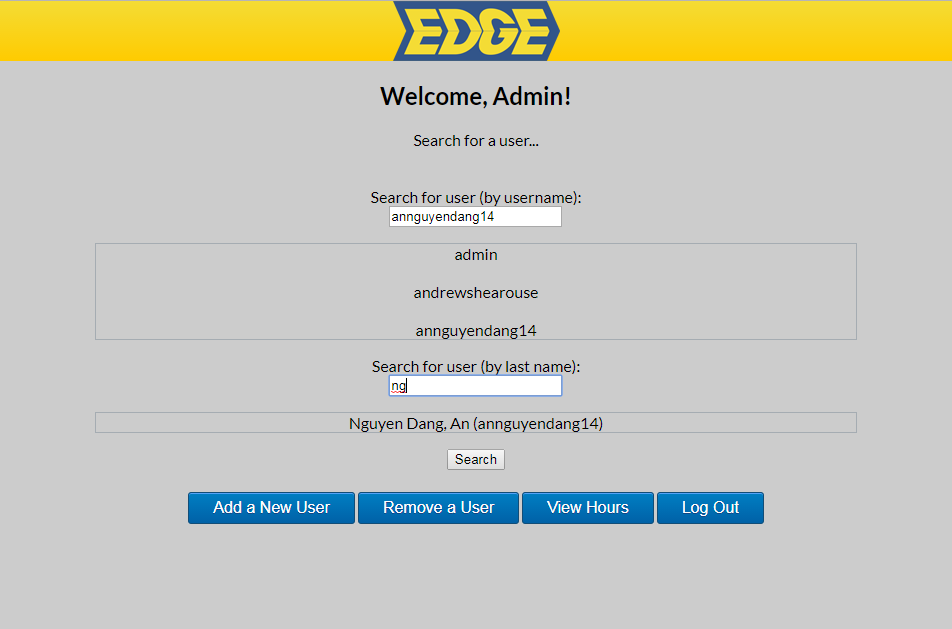 EDGE
Welcome, Admin!
Search for a user...
Search for user (by username):
annguyendang14
admin
andrewshearouse
annguyendang14
Search for user (by last name):
ng
Nguyen Dang, An (annguyendang14)
Search
Add a New User Remove a User View Hours Log Out